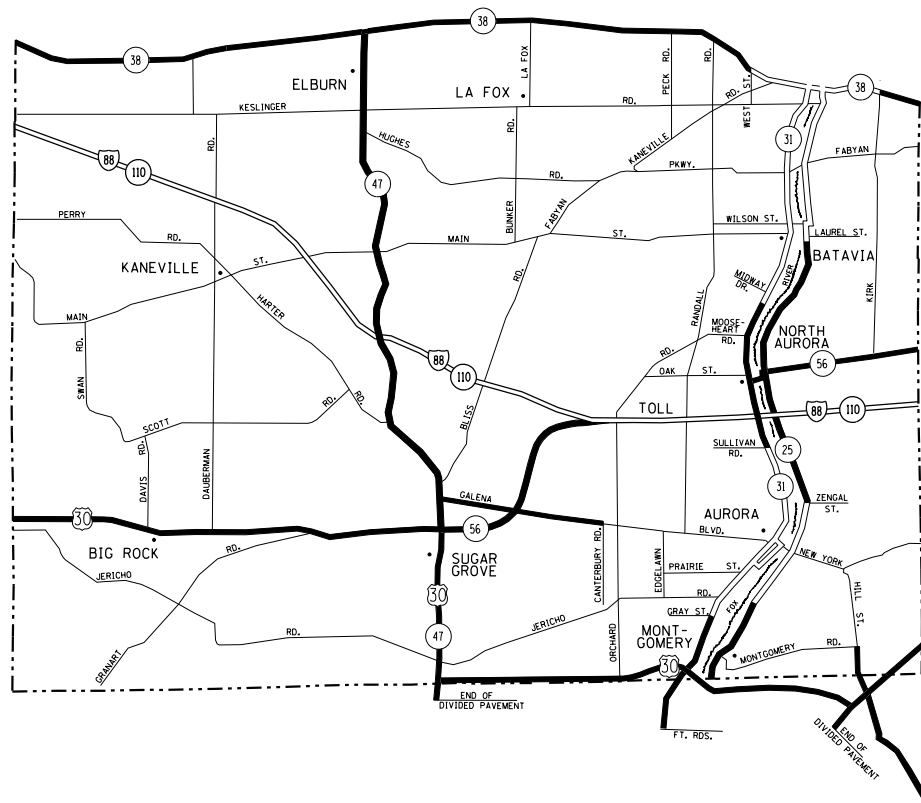 38
38
ELBURN
LA FOX
LA FOX
PECK RD.
RD.
WEST ST.
38
KESLINGER
RD.
RD.
RD.
RD.
KANEVILLE
31
88
110
HUGHES
RD.
PKWY.
FABYAN
47
BUNKER
FABYAN
PERRY
RD.
MAIN
ST.
WILSON ST.
LAUREL ST.
BATAVIA
KANEVILLE
ST.
RD.
MIDWAY
DR.
RIVER
KIRK
HARTER
RANDALL
MAIN
RD.
MOOSE-
HEART
RD.
NORTH
AURORA
88
110
RD.
56
SWAN
OAK
ST.
RD.
RD.
BLISS
TOLL
88
110
SCOTT
RD.
SULLIVAN
RD.
25
DAVIS
DAUBERMAN
31
GALENA
ZENGAL
ST.
30
56
BLVD.
AURORA
BIG ROCK
RD.
SUGAR
GROVE
CANTERBURY RD.
EDGELAWN
PRAIRIE
ST.
NEW YORK
JERICHO
30
HILL ST.
RD.
JERICHO
RD.
GRAY ST.
FOX
47
ORCHARD
MONT-
GOMERY
MONTGOMERY
RD.
GRANART
30
END OF
DIVIDED PAVEMENT
FT. RDS.
END OF
DIVIDED PAVEMENT